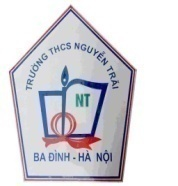 TRƯỜNG THCS NGUYỄN TRÃI
NT
BA ĐÌNH - HÀ NỘI